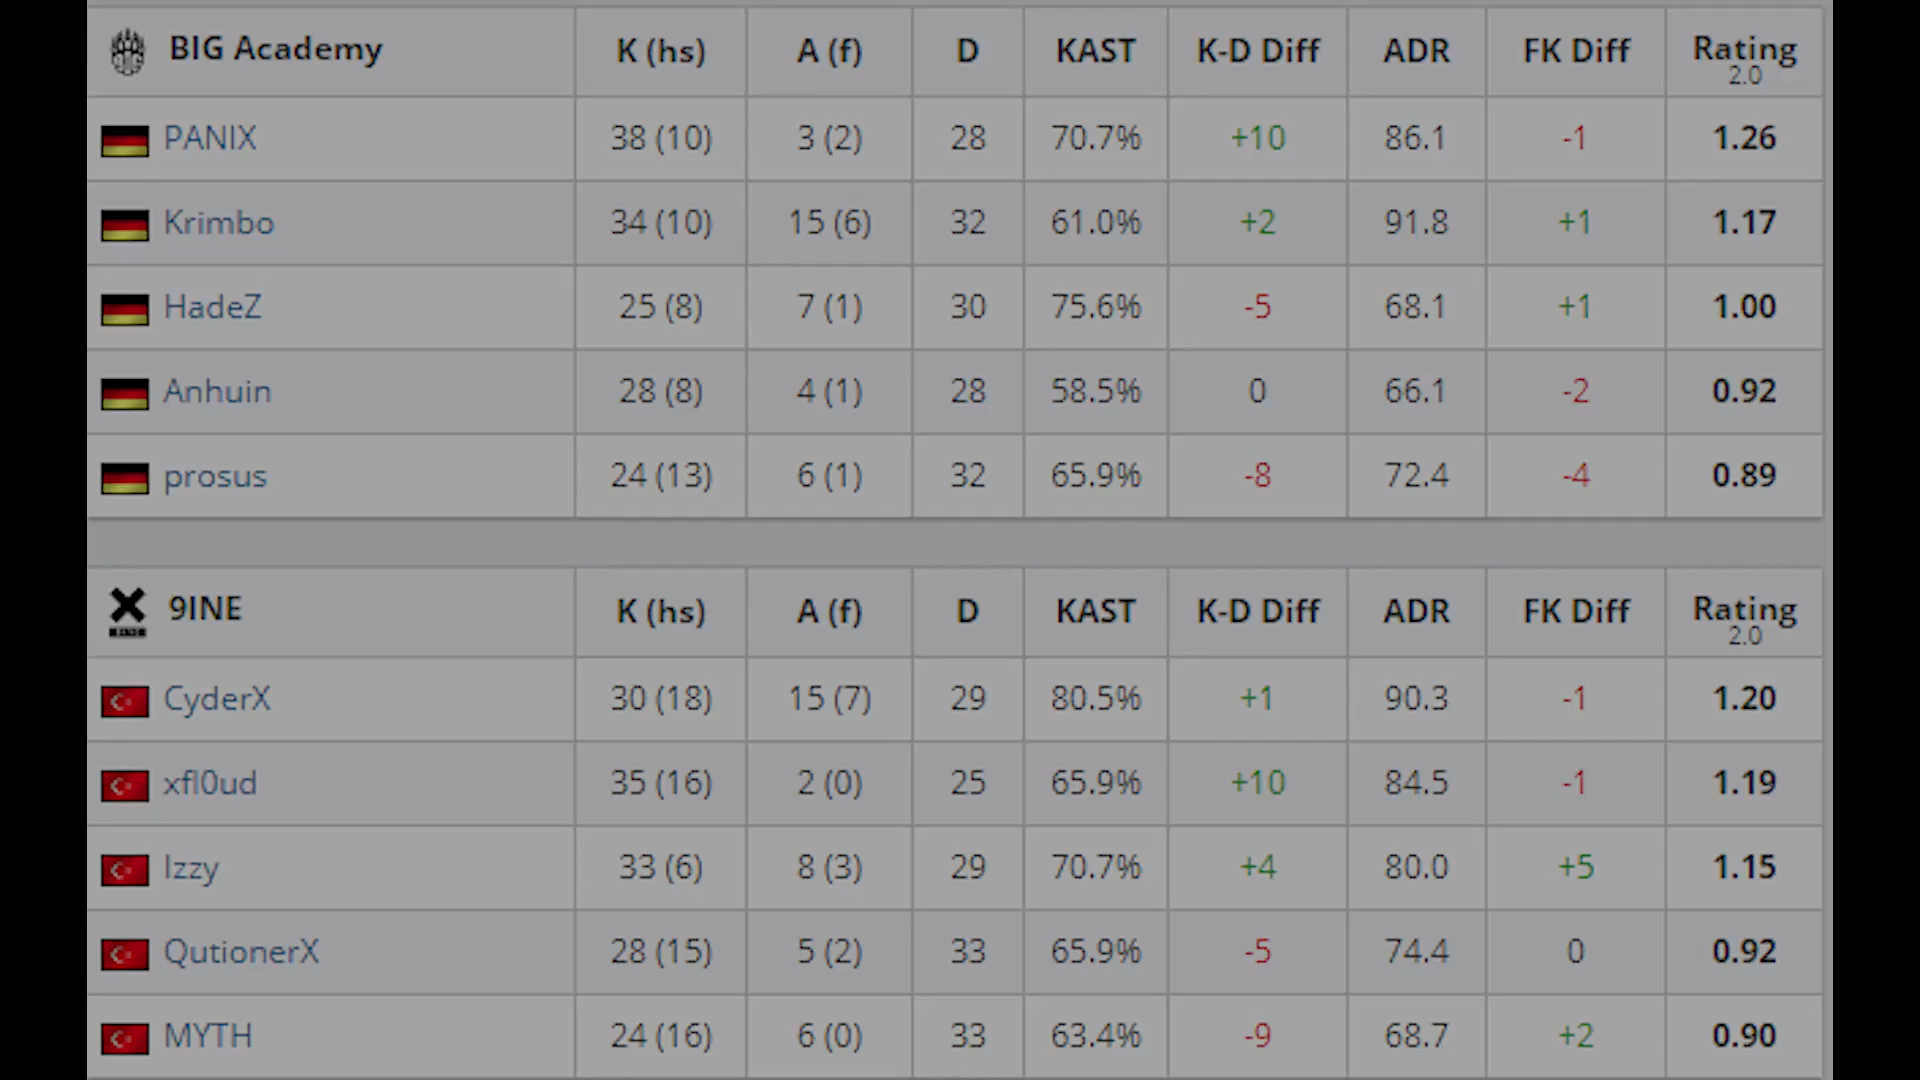 BIG Academy K (hs) A (f) D KAST K-D Diff ADR FK Diff Rating 2.0
PANIX 38 (10) 3 (2) 28 70.7% +10 86.1 -1 1.26
Krimbo 34 (10) 15 (6) 32 61.0% +2 91.8 +1 1.17
HadeZ 25 (8) 7 (1) 30 75.6% -5 68.1 +1 1.00
Anhuin 28 (8) 4 (1) 28 58.5% 0 66.1 -2 0.92
prosus 24 (13) 6 (1) 32 65.9% -8 72.4 -4 0.89
9INE K (hs) A (f) D KAST K-D Diff ADR FK Diff Rating 2.0
CyderX 30 (18) 15 (7) 29 80.5% +1 90.3 -1 1.20
xfl0ud 35 (16) 2 (0) 25 65.9% +10 84.5 -1 1.19
Izzy 33 (6) 8 (3) 29 70.7% +4 80.0 +5 1.15
QutionerX 28 (15) 5 (2) 33 65.9% -5 74.4 0 0.92
MYTH 24 (16) 6 (0) 33 63.4% -9 68.7 +2 0.90